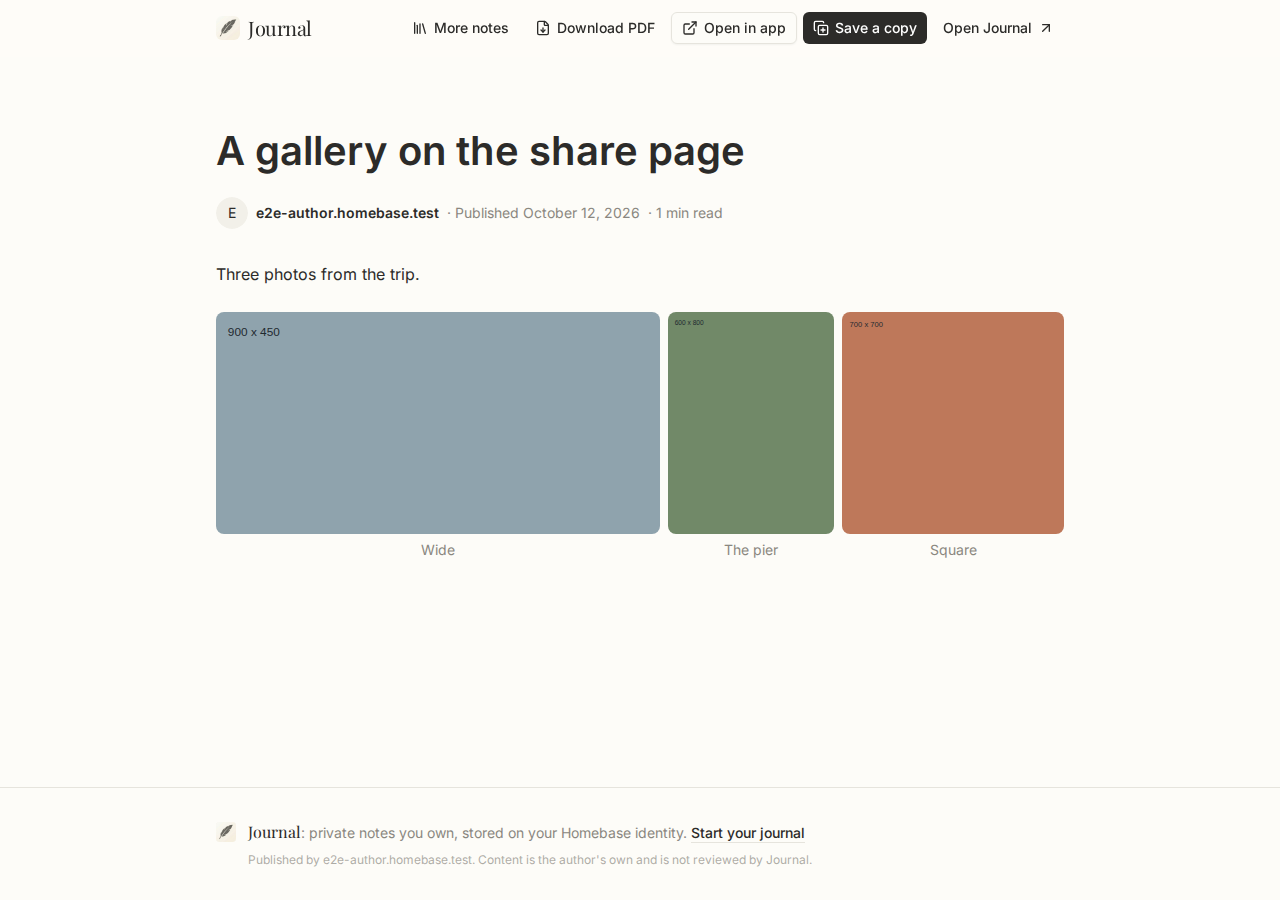 Journal
More notes
Download PDF
Open in app
Save a copy
Open Journal
A gallery on the share page
E
e2e-author.homebase.test · Published October 12, 2026 · 1 min read
Three photos from the trip.
900 x 450
600 x 800
700 x 700
Wide
The pier
Square
Journal: private notes you own, stored on your Homebase identity. Start your journal
Published by e2e-author.homebase.test. Content is the author's own and is not reviewed by Journal.